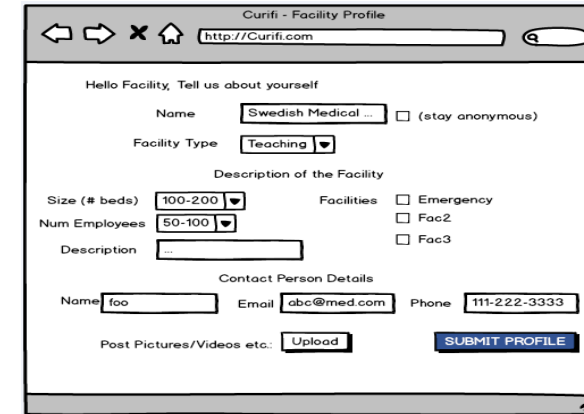 Curifi - Facility Profile
http://Curifi.com
Hello Facility, Tell us about yourself
Name Swedish Medical ... (stay anonymous)
Facility Type Teaching
Description of the Facility
Size (# beds) 100-200 Facilities Emergency
Num Employees 50-100 Fac2
Fac3
Description ...
Contact Person Details
Name foo Email abc@med.com Phone 111-222-3333
Post Pictures/Videos etc.: Upload SUBMIT PROFILE